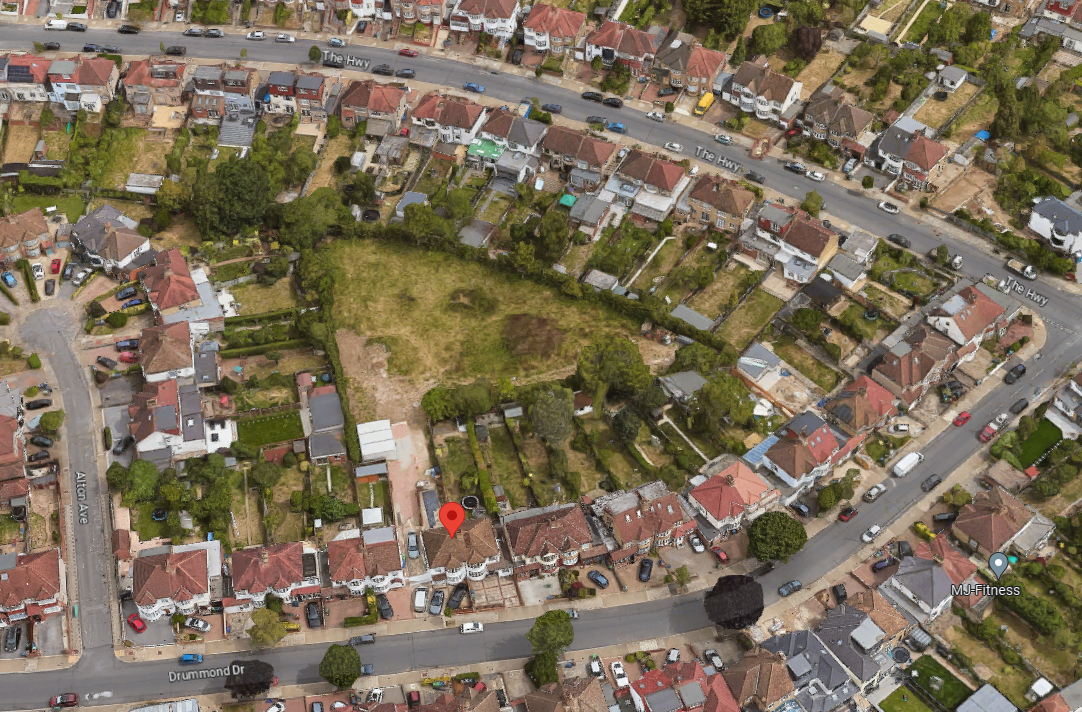 The Hwy
The Hwy
The Hwy
Alton Ave
MJ-Fitness
Drummond Dr